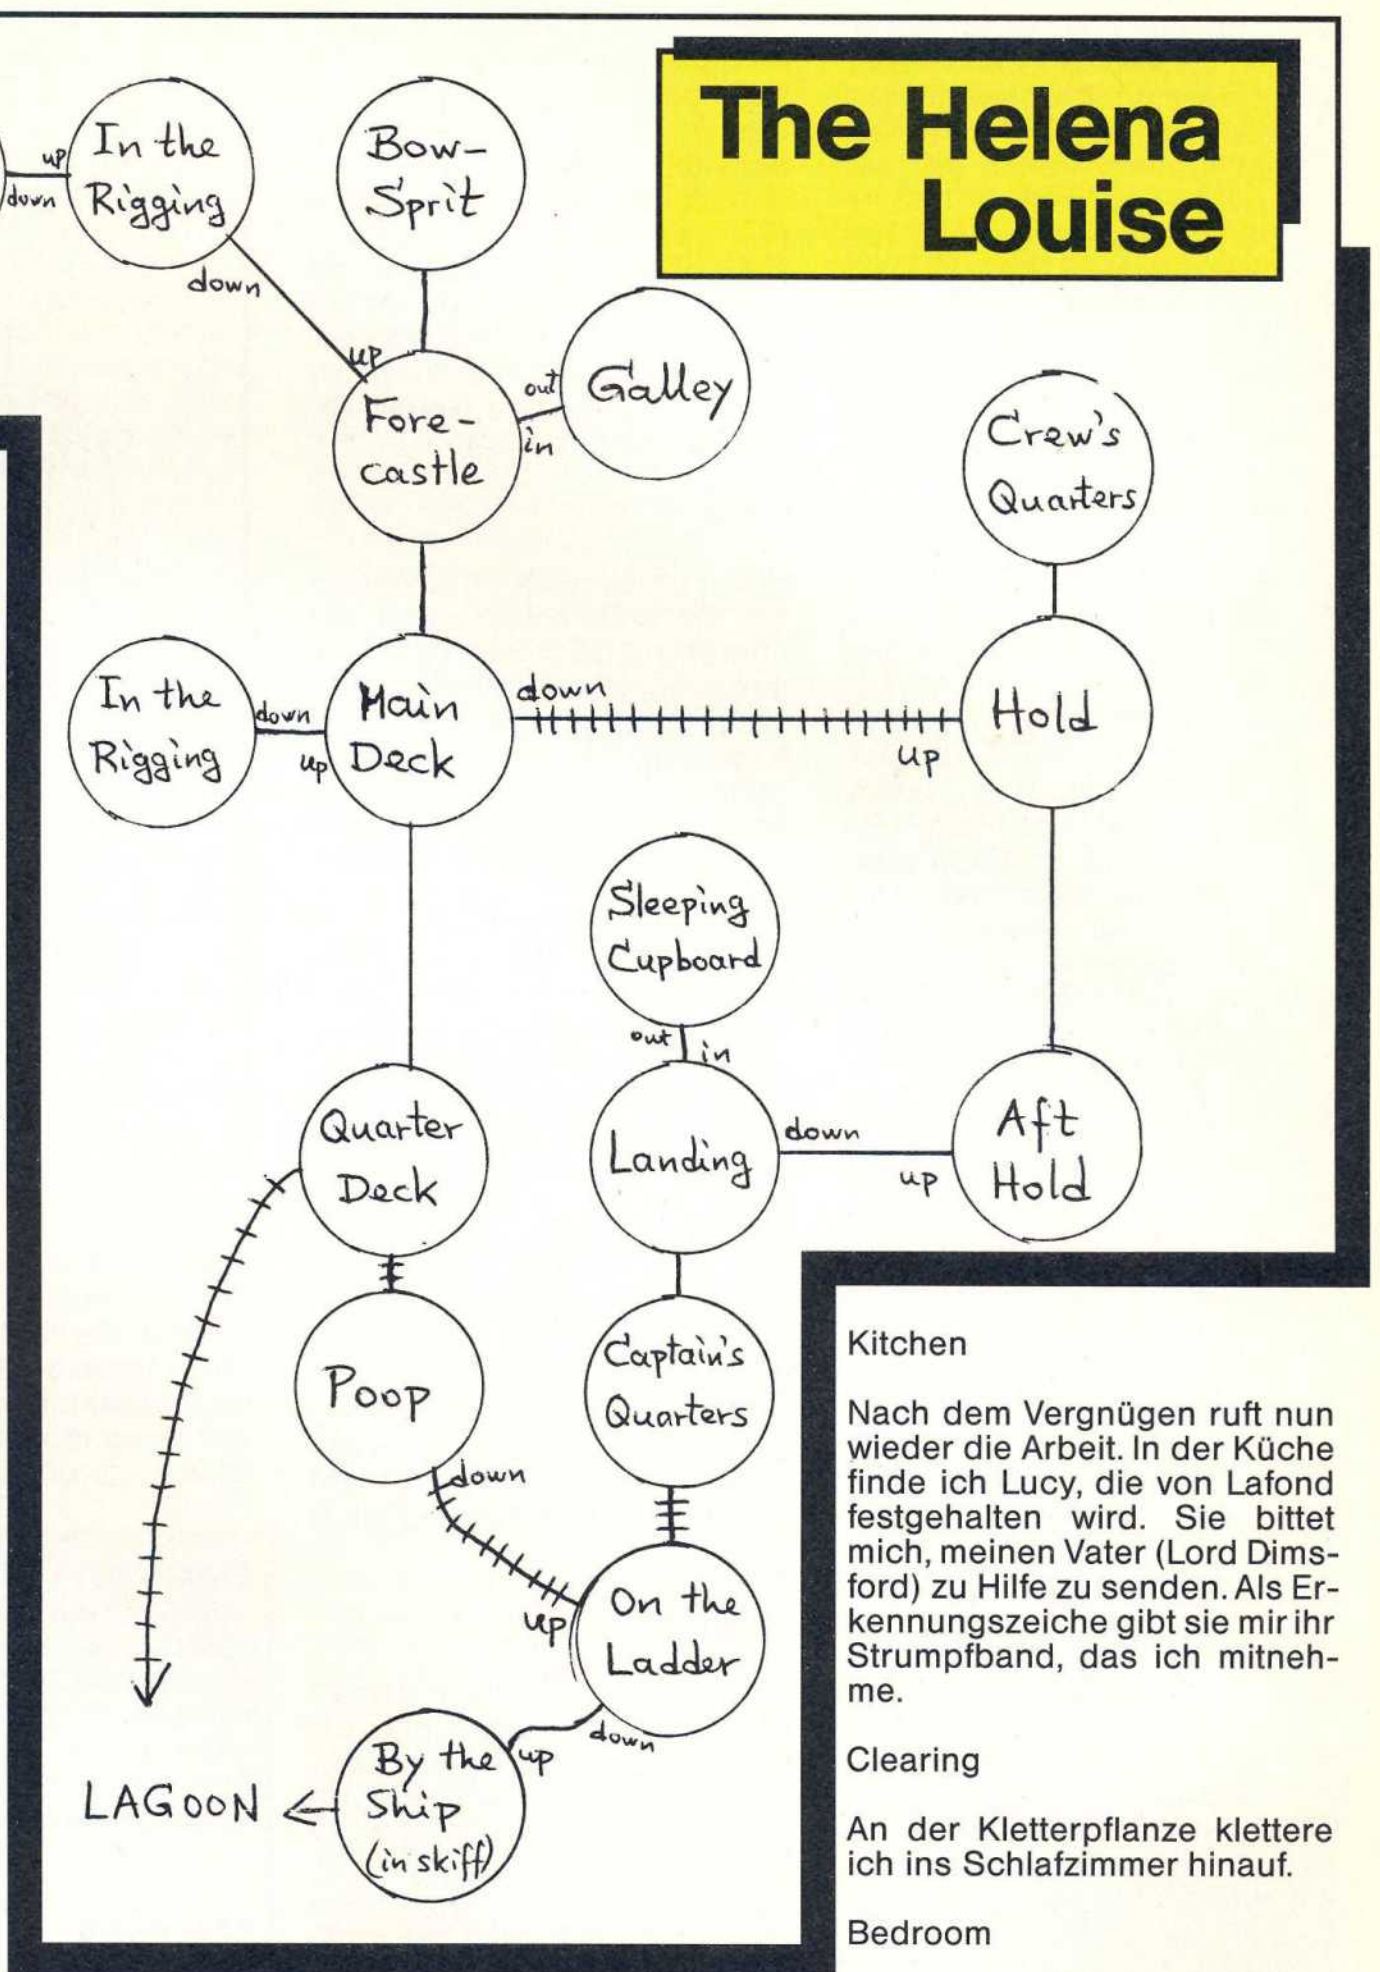 The Helena
Louise
up
down
In the
Rigging
down
Bow-
Sprit
up
Fore-
castle
out
in
Galley
Crew's
Quarters
In the
Rigging
down
up
Main
Deck
down
up
Hold
Sleeping
Cupboard
out
in
Quarter
Deck
Landing
down
up
Aft
Hold
Poop
down
Captain's
Quarters
up
On the
Ladder
down
up
By the
Ship
(in skiff)
LAGOON
Kitchen
Nach dem Vergnügen ruft nun
wieder die Arbeit. In der Küche
finde ich Lucy, die von Lafond
festgehalten wird. Sie bittet
mich, meinen Vater (Lord Dims-
ford) zu Hilfe zu senden. Als Er-
kennungszeiche gibt sie mir ihr
Strumpfband, das ich mitneh-
me.
Clearing
An der Kletterpflanze klettere
ich ins Schlafzimmer hinauf.
Bedroom